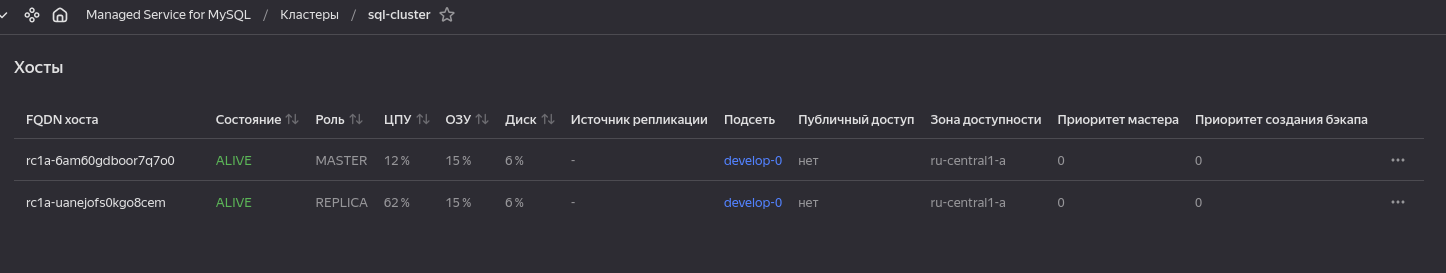 Managed Service for MySQL / Кластеры / sql-cluster
Хосты
FQDN хоста Состояние Роль ЦПУ ОЗУ Диск Источник репликации Подсеть Публичный доступ Зона доступности Приоритет мастера Приоритет создания бэкапа
rc1a-6am60gdboor7q7o0 ALIVE MASTER 12 % 15 % 6 % - develop-0 нет ru-central1-a 0 0
rc1a-uanejofs0kgo8cem ALIVE REPLICA 62 % 15 % 6 % - develop-0 нет ru-central1-a 0 0